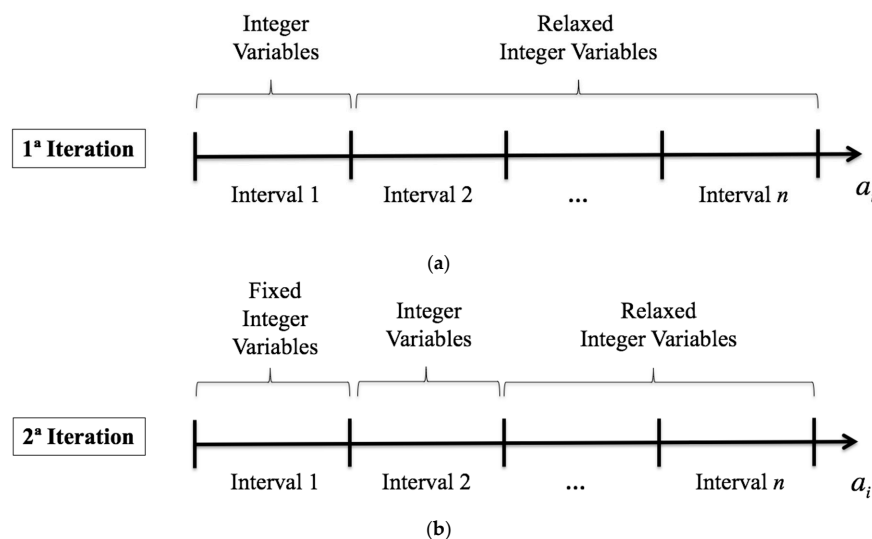 Integer
Variables
Relaxed
Integer Variables
1ª Iteration
Interval 1
Interval 2
...
Interval n
a
(a)
Fixed
Integer
Variables
Integer
Variables
Relaxed
Integer Variables
2ª Iteration
Interval 1
Interval 2
...
Interval n
a_i
(b)